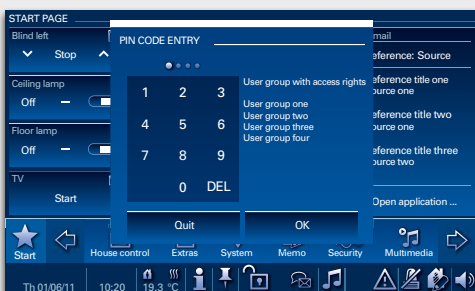 START PAGE
Blind left
Stop
Ceiling lamp
Off
Floor lamp
Off
TV
Start
PIN CODE ENTRY
1 2 3
4 5 6
7 8 9
0 DEL
User group with access rights
User group one
User group two
User group three
User group four
Quit OK
mail
eference: Source
eference title one
ource one
eference title two
ource one
eference title three
ource two
Open application ...
Start House control Extras System Memo Security Multimedia
Th 01/06/11 10:20 19.3 °C